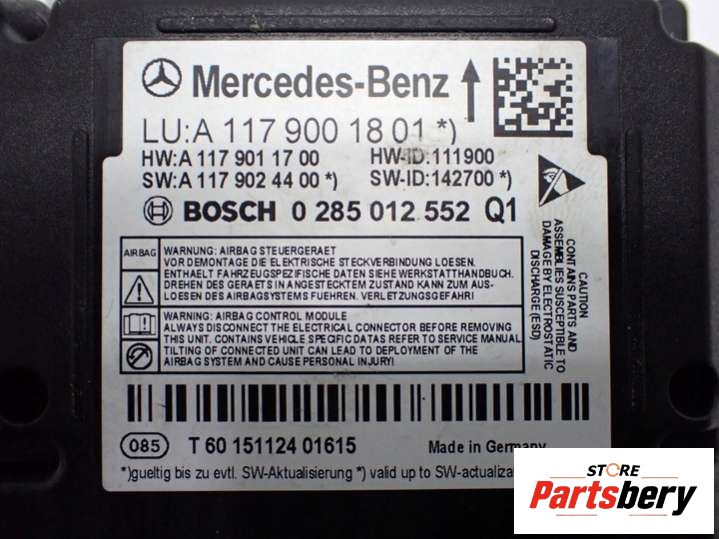 Mercedes-Benz
LU:A 117 900 18 01 *)
HW:A 117 901 17 00 HW-ID:111900
SW:A 117 902 44 00 *) SW-ID:142700 *)
BOSCH 0 285 012 552 Q1
AIRBAG
WARNUNG: AIRBAG STEUERGERAET
VOR DEMONTAGE DIE ELEKTRISCHE STECKVERBINDUNG LOESEN.
ENTHAELT FAHRZEUGSPEZIFISCHE DATEN SIEHE WERKSTATTHANDBUCH.
DREHEN DES GERAETS IN ANGESTECKTEM ZUSTAND KANN ZUM AUS-
LOESEN DES AIRBAGSYSTEMS FUEHREN. VERLETZUNGSGEFAHR!
WARNING: AIRBAG CONTROL MODULE
ALWAYS DISCONNECT THE ELECTRICAL CONNECTOR BEFORE REMOVING
THIS UNIT. CONTAINS VEHICLE SPECIFIC DATA REFER TO SERVICE MANUAL
TILTING OF CONNECTED UNIT CAN LEAD TO DEPLOYMENT OF THE
AIRBAG SYSTEM AND CAUSE PERSONAL INJURY!
CAUTION
CONTAINS PARTS AND
ASSEMBLIES SUSCEPTIBLE TO
DAMAGE BY ELECTROSTATIC
DISCHARGE (ESD)
085 T 60 151124 01615 Made in Germany
*)gueltig bis zu evtl. SW-Aktualisierung *) valid up to SW-actualiza
STORE
Partsbery